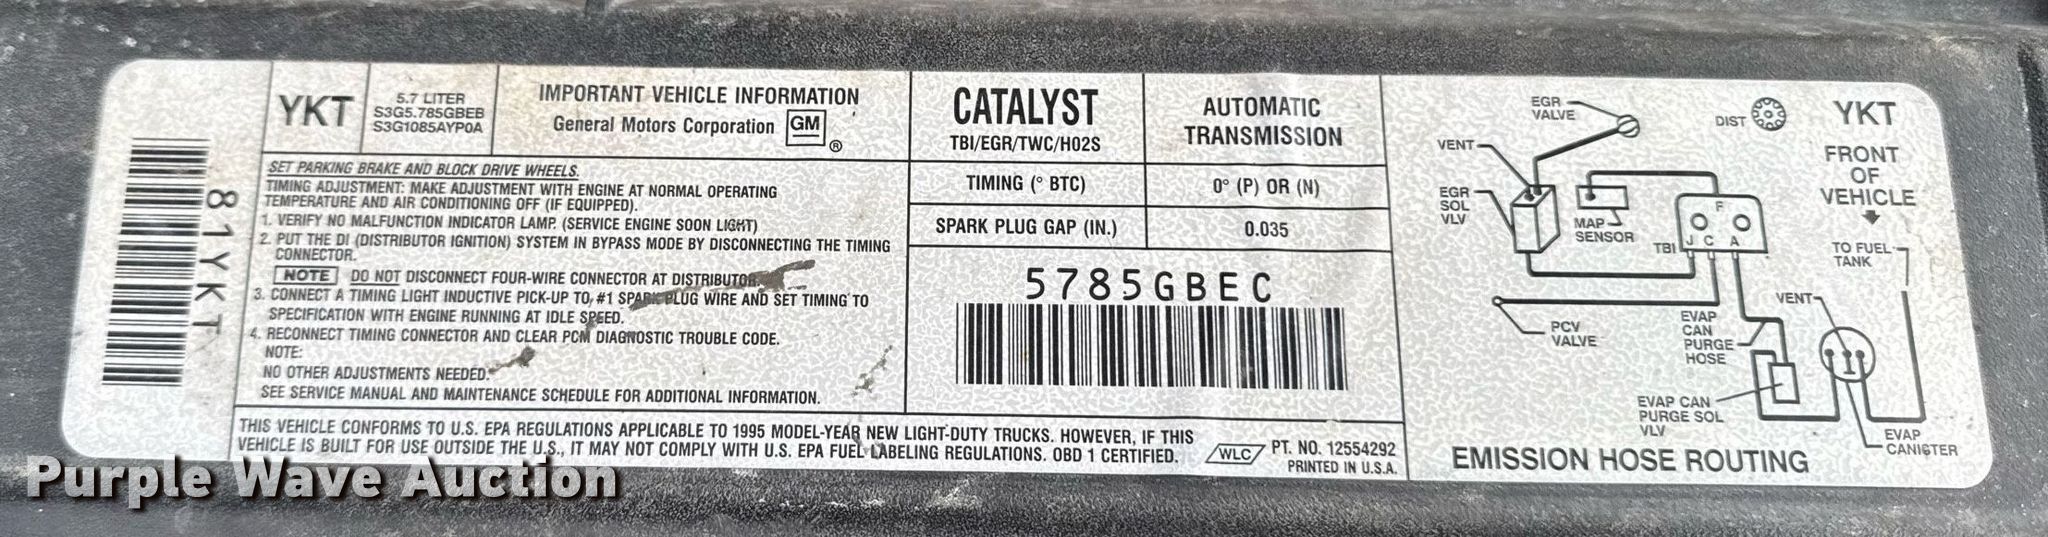 81YKT
YKT
5.7 LITER
S3G5.785GBEB
S3G1085AYP0A
IMPORTANT VEHICLE INFORMATION
General Motors Corporation GM ®
SET PARKING BRAKE AND BLOCK DRIVE WHEELS.
TIMING ADJUSTMENT: MAKE ADJUSTMENT WITH ENGINE AT NORMAL OPERATING
TEMPERATURE AND AIR CONDITIONING OFF (IF EQUIPPED).
1. VERIFY NO MALFUNCTION INDICATOR LAMP. (SERVICE ENGINE SOON LIGHT)
2. PUT THE DI (DISTRIBUTOR IGNITION) SYSTEM IN BYPASS MODE BY DISCONNECTING THE TIMING
CONNECTOR.
NOTE DO NOT DISCONNECT FOUR-WIRE CONNECTOR AT DISTRIBUTOR.
3. CONNECT A TIMING LIGHT INDUCTIVE PICK-UP TO #1 SPARK PLUG WIRE AND SET TIMING TO
SPECIFICATION WITH ENGINE RUNNING AT IDLE SPEED.
4. RECONNECT TIMING CONNECTOR AND CLEAR PCM DIAGNOSTIC TROUBLE CODE.
NOTE:
NO OTHER ADJUSTMENTS NEEDED.
SEE SERVICE MANUAL AND MAINTENANCE SCHEDULE FOR ADDITIONAL INFORMATION.
CATALYST
TBI/EGR/TWC/HO2S
AUTOMATIC
TRANSMISSION
TIMING (° BTC)
0° (P) OR (N)
SPARK PLUG GAP (IN.)
0.035
5785GBEC
THIS VEHICLE CONFORMS TO U.S. EPA REGULATIONS APPLICABLE TO 1995 MODEL-YEAR NEW LIGHT-DUTY TRUCKS. HOWEVER, IF THIS
VEHICLE IS BUILT FOR USE OUTSIDE THE U.S., IT MAY NOT COMPLY WITH U.S. EPA FUEL LABELING REGULATIONS. OBD 1 CERTIFIED.
WLC
PT. NO. 12554292
PRINTED IN U.S.A.
EGR
VALVE
DIST
YKT
FRONT
OF
VEHICLE
VENT
EGR
SOL
VLV
MAP
SENSOR
F
TBI
J C A
TO FUEL
TANK
VENT
PCV
VALVE
EVAP
CAN
PURGE
HOSE
EVAP CAN
PURGE SOL
VLV
EVAP
CANISTER
EMISSION HOSE ROUTING
Purple Wave Auction